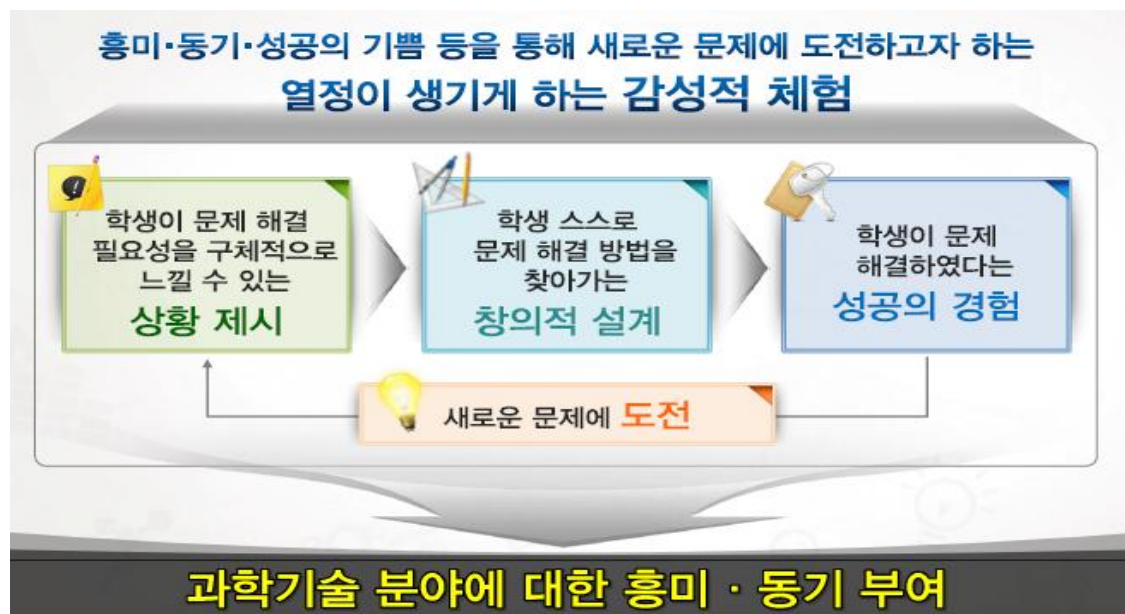 흥미·동기·성공의 기쁨 등을 통해 새로운 문제에 도전하고자 하는
열정이 생기게 하는 감성적 체험
학생이 문제 해결
필요성을 구체적으로
느낄 수 있는
상황 제시
학생 스스로
문제 해결 방법을
찾아가는
창의적 설계
학생이 문제
해결하였다는
성공의 경험
새로운 문제에 도전
과학기술 분야에 대한 흥미·동기 부여